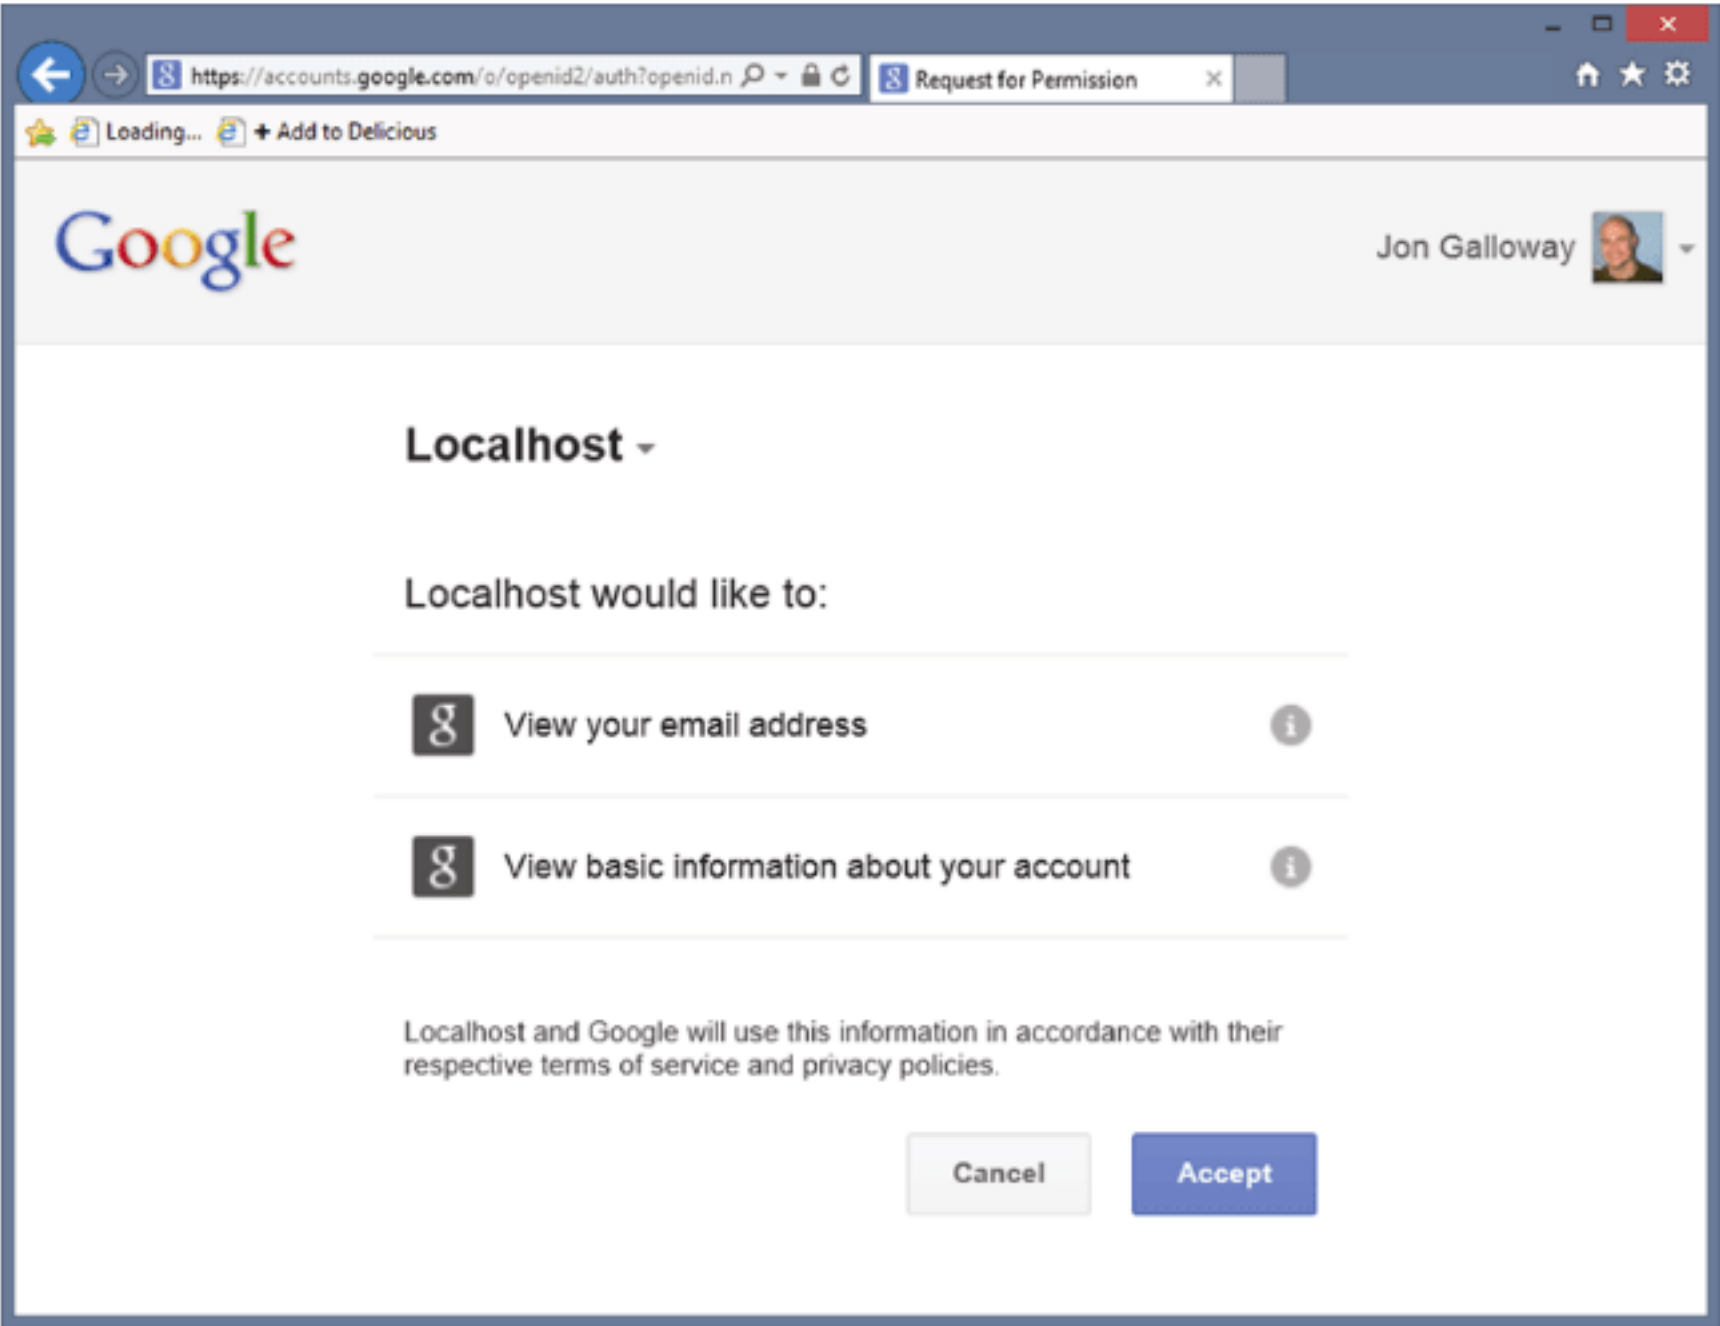 https://accounts.google.com/o/openid2/auth?openid.n
Request for Permission
Loading... + Add to Delicious
Google
Jon Galloway
Localhost
Localhost would like to:
g View your email address i
g View basic information about your account i
Localhost and Google will use this information in accordance with their
respective terms of service and privacy policies.
Cancel Accept